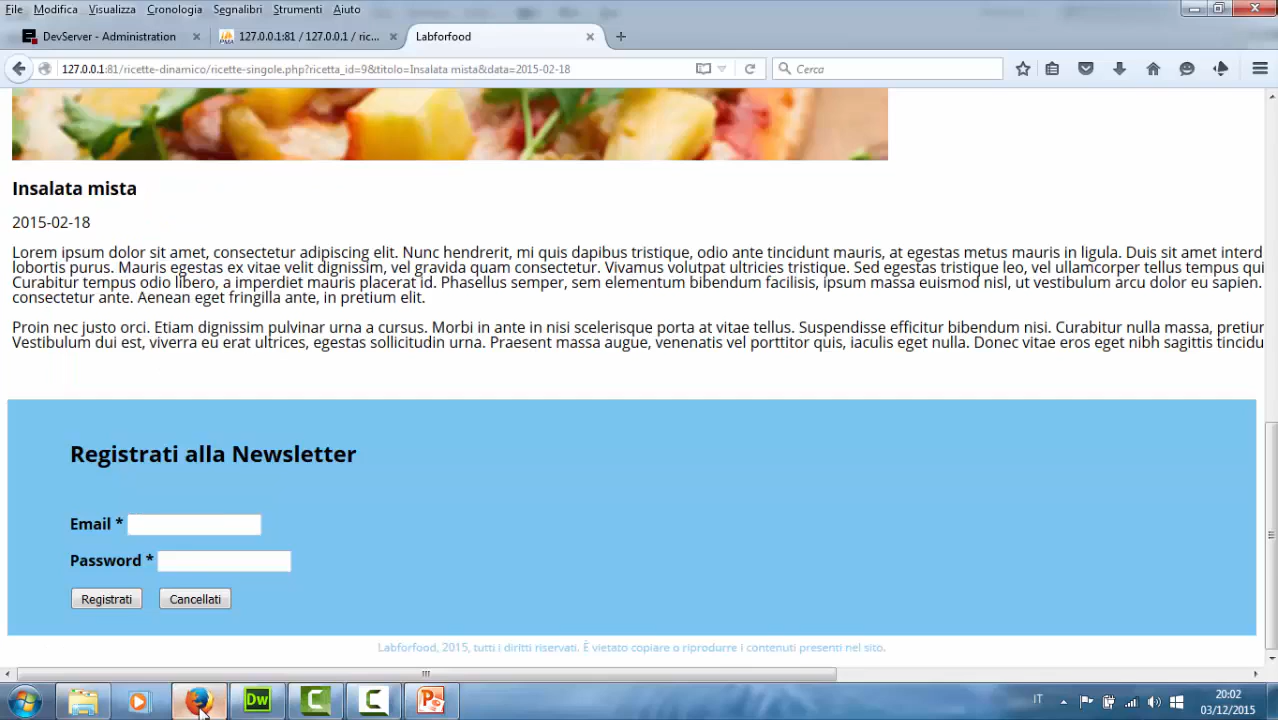 File Modifica Visualizza Cronologia Segnalibri Strumenti Aiuto
DevServer - Administration 127.0.0.1:81 / 127.0.0.1 / ric... Labforfood
127.0.0.1:81/ricette-dinamico/ricette-singole.php?ricetta_id=9&titolo=Insalata mista&data=2015-02-18 Cerca
Insalata mista
2015-02-18
Lorem ipsum dolor sit amet, consectetur adipiscing elit. Nunc hendrerit, mi quis dapibus tristique, odio ante tincidunt mauris, at egestas metus mauris in ligula. Duis sit amet interd
lobortis purus. Mauris egestas ex vitae velit dignissim, vel gravida quam consectetur. Vivamus volutpat ultricies tristique. Sed egestas tristique leo, vel ullamcorper tellus tempus qui
Curabitur tempus odio libero, a imperdiet mauris placerat id. Phasellus semper, sem elementum bibendum facilisis, ipsum massa euismod nisl, ut vestibulum arcu dolor eu sapien.
consectetur ante. Aenean eget fringilla ante, in pretium elit.
Proin nec justo orci. Etiam dignissim pulvinar urna a cursus. Morbi in ante in nisi scelerisque porta at vitae tellus. Suspendisse efficitur bibendum nisi. Curabitur nulla massa, pretiur
Vestibulum dui est, viverra eu erat ultrices, egestas sollicitudin urna. Praesent massa augue, venenatis vel porttitor quis, iaculis eget nulla. Donec vitae eros eget nibh sagittis tincidu
Registrati alla Newsletter
Email *
Password *
Registrati Cancellati
Labforfood, 2015, tutti i diritti riservati. È vietato copiare o riprodurre i contenuti presenti nel sito.
Dw
IT
20:02
03/12/2015